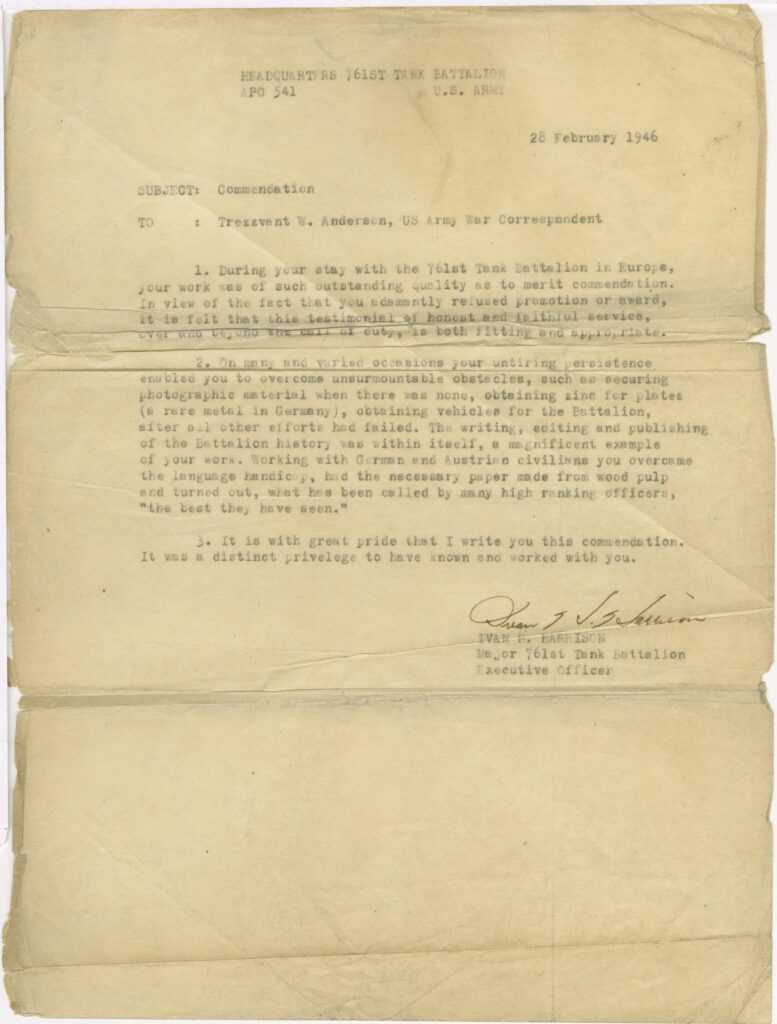 HEADQUARTERS 761ST TANK BATTALION
APO 541 U.S. ARMY
28 February 1946
SUBJECT: Commendation
TO : Trezzvant W. Anderson, US Army War Correspondent
1. During your stay with the 761st Tank Battalion in Europe,
your work was of such outstanding quality as to merit commendation.
In view of the fact that you adamantly refused promotion or award,
it is felt that this testimonial of honest and faithful service,
over and beyond the call of duty, is both fitting and appropriate.
2. On many and varied occasions your untiring persistence
enabled you to overcome unsurmountable obstacles, such as securing
photographic material when there was none, obtaining zinc for plates
(a rare metal in Germany), obtaining vehicles for the Battalion,
after all other efforts had failed. The writing, editing and publishing
of the Battalion history was within itself, a magnificent example
of your work. Working with German and Austrian civilians you overcame
the language handicap, had the necessary paper made from wood pulp
and turned out, what has been called by many high ranking officers,
"the best they have seen."
3. It is with great pride that I write you this commendation.
It was a distinct privelege to have known and worked with you.
IVAN H. HARRISON
Major 761st Tank Battalion
Executive Officer